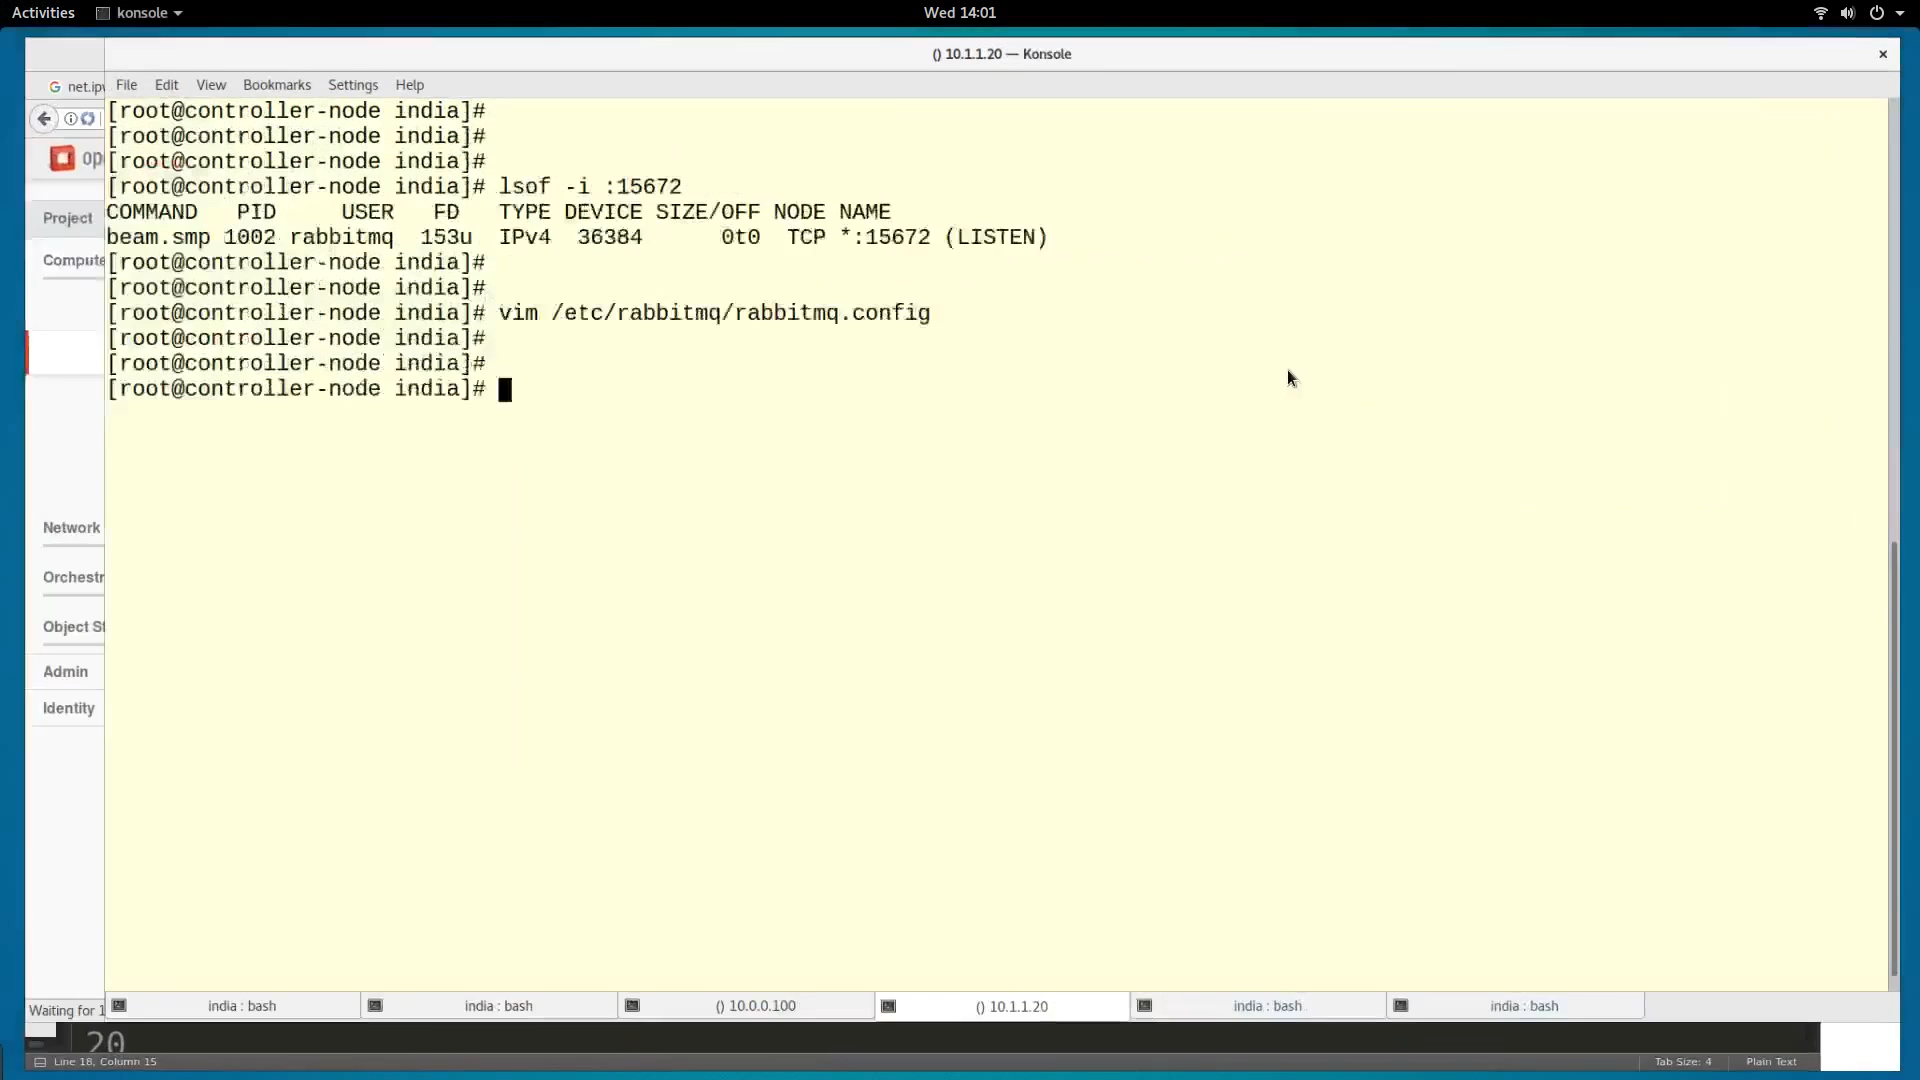 Activities konsole Wed 14:01
() 10.1.1.20 — Konsole
File Edit View Bookmarks Settings Help
net.ipv
[root@controller-node india]#
[root@controller-node india]#
[root@controller-node india]#
[root@controller-node india]# lsof -i :15672
COMMAND PID USER FD TYPE DEVICE SIZE/OFF NODE NAME
beam.smp 1002 rabbitmq 153u IPv4 36384 0t0 TCP *:15672 (LISTEN)
[root@controller-node india]#
[root@controller-node india]#
[root@controller-node india]# vim /etc/rabbitmq/rabbitmq.config
[root@controller-node india]#
[root@controller-node india]#
[root@controller-node india]#
ope
Project
Compute
Network
Orchestr
Object St
Admin
Identity
Waiting for 1
india : bash india : bash () 10.0.0.100 () 10.1.1.20 india : bash india : bash
20
Line 18, Column 15 Tab Size: 4 Plain Text